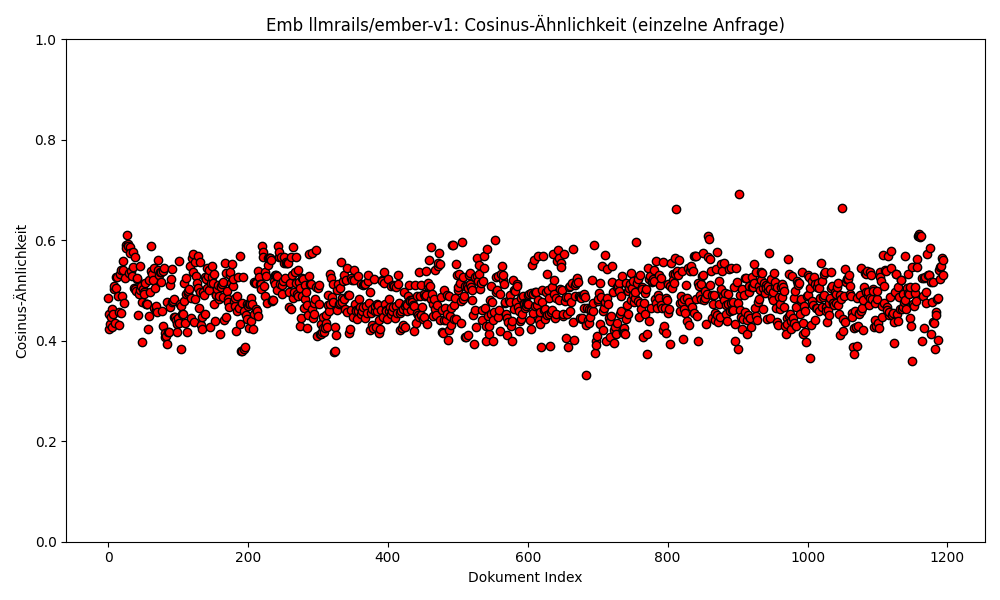 Emb llmrails/ember-v1: Cosinus-Ähnlichkeit (einzelne Anfrage)
1.0
0.8
0.6
0.4
0.2
0.0
Cosinus-Ähnlichkeit
0 200 400 600 800 1000 1200
Dokument Index